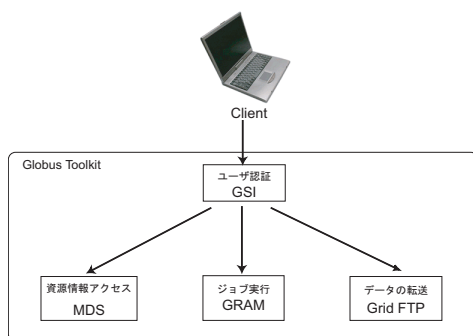 Client
Globus Toolkit
ユーザ認証
GSI
資源情報アクセス
MDS
ジョブ実行
GRAM
データの転送
Grid FTP